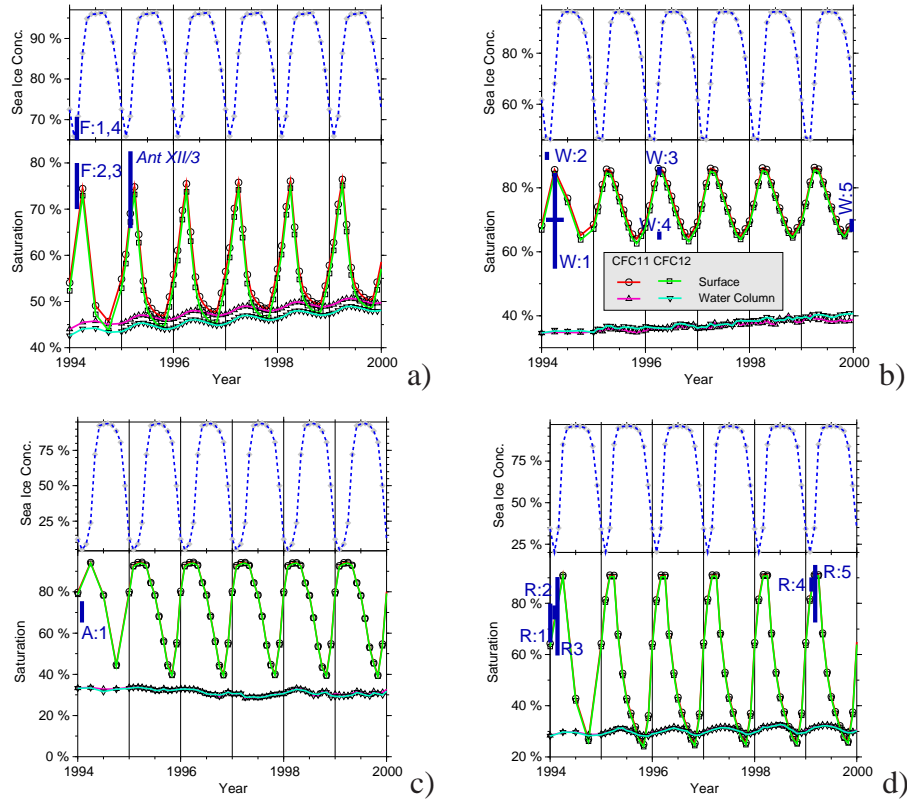 90 %
80 %
70 %
Sea Ice Conc.
F:1,4
80 %
70 %
60 %
50 %
40 %
Saturation
F:2,3
Ant XII/3
1994
1996
1998
2000
Year
a)
80 %
60 %
Sea Ice Conc.
80 %
60 %
40 %
Saturation
W:2
W:1
W:3
W:4
W:5
CFC11 CFC12
Surface
Water Column
1994
1996
1998
2000
Year
b)
75 %
50 %
25 %
Sea Ice Conc.
80 %
60 %
40 %
20 %
0 %
Saturation
A:1
1994
1996
1998
2000
Year
c)
75 %
50 %
25 %
Sea Ice Conc.
100 %
80 %
60 %
40 %
20 %
Saturation
R:2
R:1
R3
R:4
R:5
1994
1996
1998
2000
Year
d)